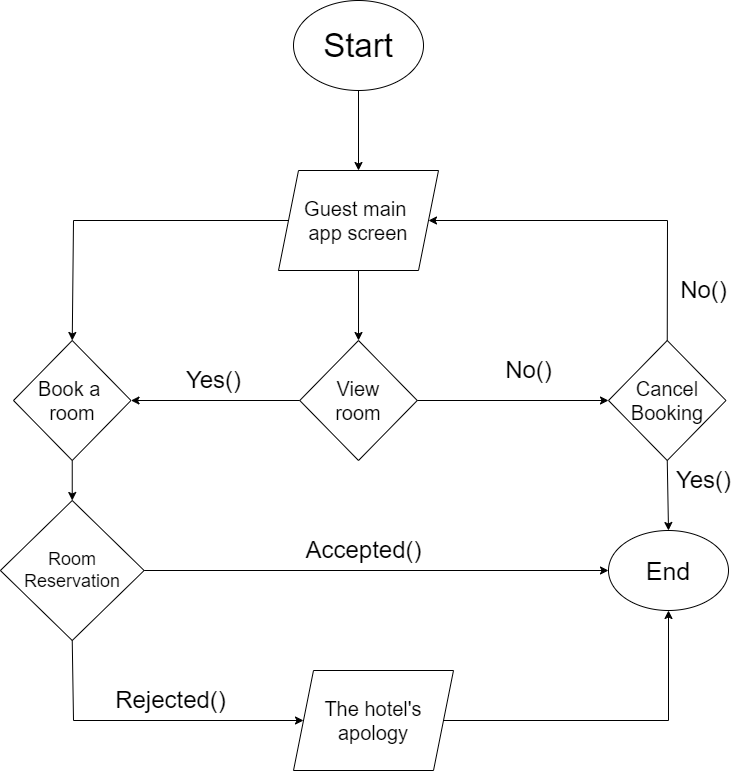 Start
Guest main
app screen
No()
Yes()
No()
Book a
room
View
room
Cancel
Booking
Yes()
Accepted()
Room
Reservation
End
Rejected()
The hotel's
apology